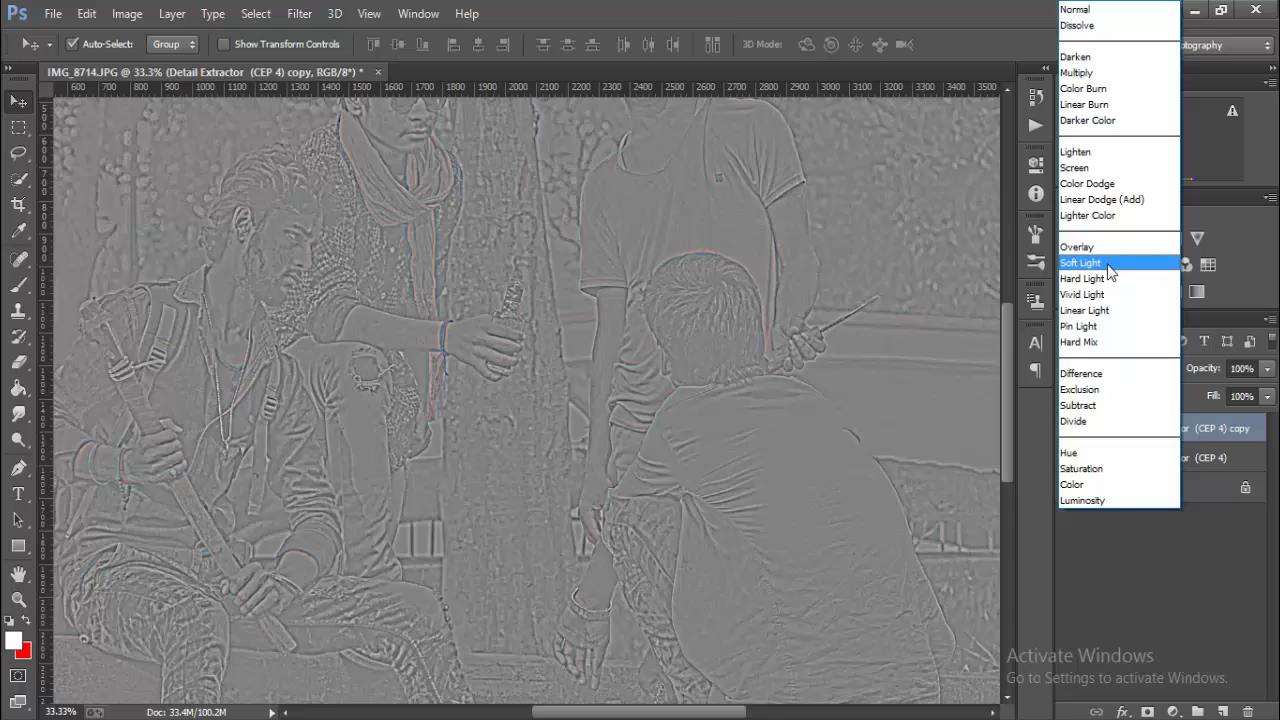 Ps File Edit Image Layer Type Select Filter 3D View Window Help
Auto-Select: Group Show Transform Controls 3D Mode: otography
IMG_8714.JPG @ 33.3% (Detail Extractor (CEP 4) copy, RGB/8*) * ×
600 700 800 900 1000 1100 1200 1300 1400 1500 1600 1700 1800 1900 2000 2100 2200 2300 2400 2500 2600 2700 2800 2900 3000 3100 3200 3300 3400 3500
Normal
Dissolve
Darken
Multiply
Color Burn
Linear Burn
Darker Color
Lighten
Screen
Color Dodge
Linear Dodge (Add)
Lighter Color
Overlay
Soft Light
Hard Light
Vivid Light
Linear Light
Pin Light
Hard Mix
Difference
Exclusion
Subtract
Divide
Hue
Saturation
Color
Luminosity
Opacity: 100%
Fill: 100%
or (CEP 4) copy
or (CEP 4)
Activate Windows
Go to Settings to activate Windows.
33.33% Doc: 33.4M/100.2M